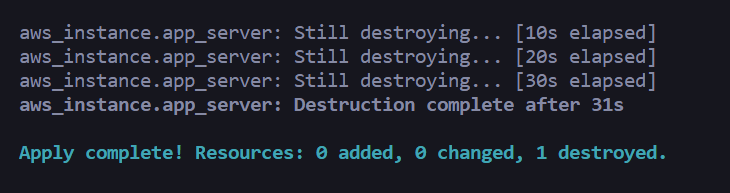 aws_instance.app_server: Still destroying... [10s elapsed]
aws_instance.app_server: Still destroying... [20s elapsed]
aws_instance.app_server: Still destroying... [30s elapsed]
aws_instance.app_server: Destruction complete after 31s
Apply complete! Resources: 0 added, 0 changed, 1 destroyed.